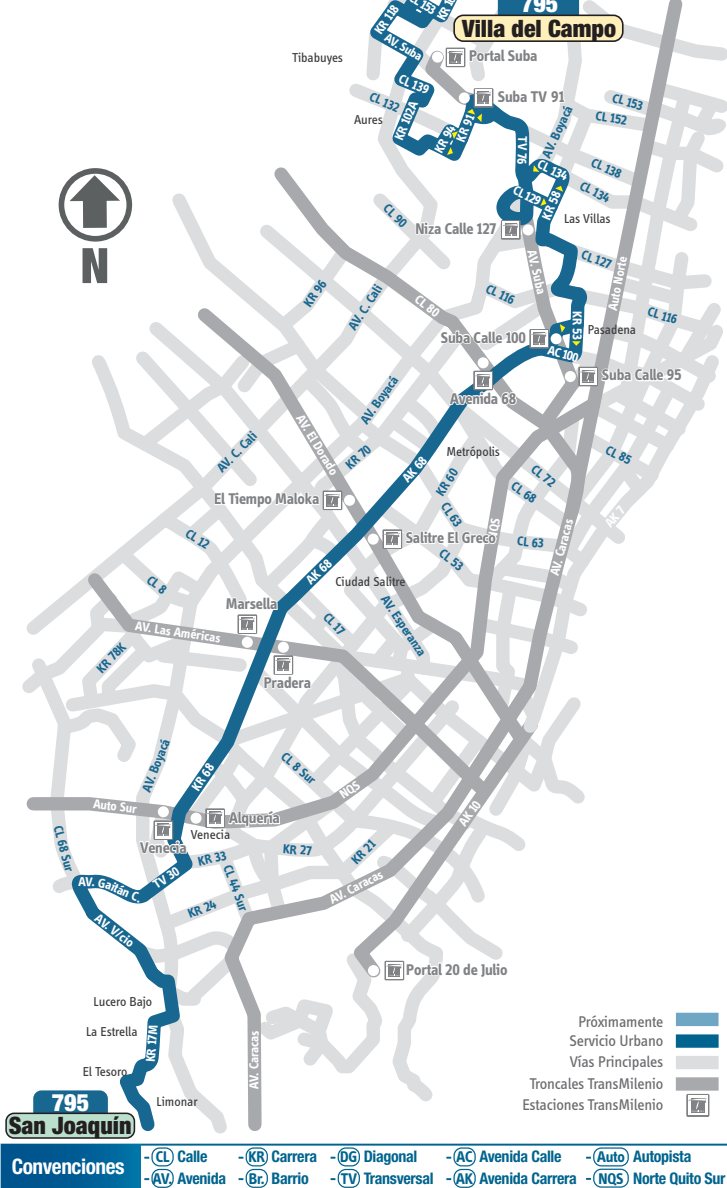 795
Villa del Campo
KR 118
CL 153
AV. Suba
Tibabuyes
Portal Suba
CL 139
Suba TV 91
CL 132
KR 102A
Aures
KR 94
KR 91
TV 76
AV. Boyacá
CL 153
CL 152
CL 138
CL 134
CL 134
CL 129
KR 58
Las Villas
CL 90
Niza Calle 127
AV. Suba
CL 127
Auto Norte
KR 96
AV. C. Cali
CL 80
CL 116
CL 116
KR 53
Pasadena
Suba Calle 100
AC 100
Suba Calle 95
Avenida 68
AV. Boyacá
AV. El Dorado
AV. C. Cali
KR 70
AK 68
Metrópolis
KR 60
CL 72
CL 68
CL 85
El Tiempo Maloka
CL 63
NQS
AK 7
CL 12
Salitre El Greco
CL 63
AV. Caracas
CL 53
AK 68
Ciudad Salitre
CL 8
Marsella
AV. Esperanza
AV. Las Américas
CL 17
KR 78K
Pradera
AV. Boyacá
KR 68
CL 8 Sur
NQS
Auto Sur
Alquería
AK 10
Venecia
Venecia
CL 68 Sur
KR 33
KR 27
KR 21
AV. Gaitán C.
TV 30
CL 44 Sur
AV. Caracas
KR 24
AV. V/cio
Portal 20 de Julio
Lucero Bajo
La Estrella
KR 17M
AV. Caracas
El Tesoro
Limonar
795
San Joaquín
Próximamente
Servicio Urbano
Vías Principales
Troncales TransMilenio
Estaciones TransMilenio
Convenciones
- CL Calle - KR Carrera - DG Diagonal - AC Avenida Calle - Auto Autopista
- AV. Avenida - Br. Barrio - TV Transversal - AK Avenida Carrera - NQS Norte Quito Sur